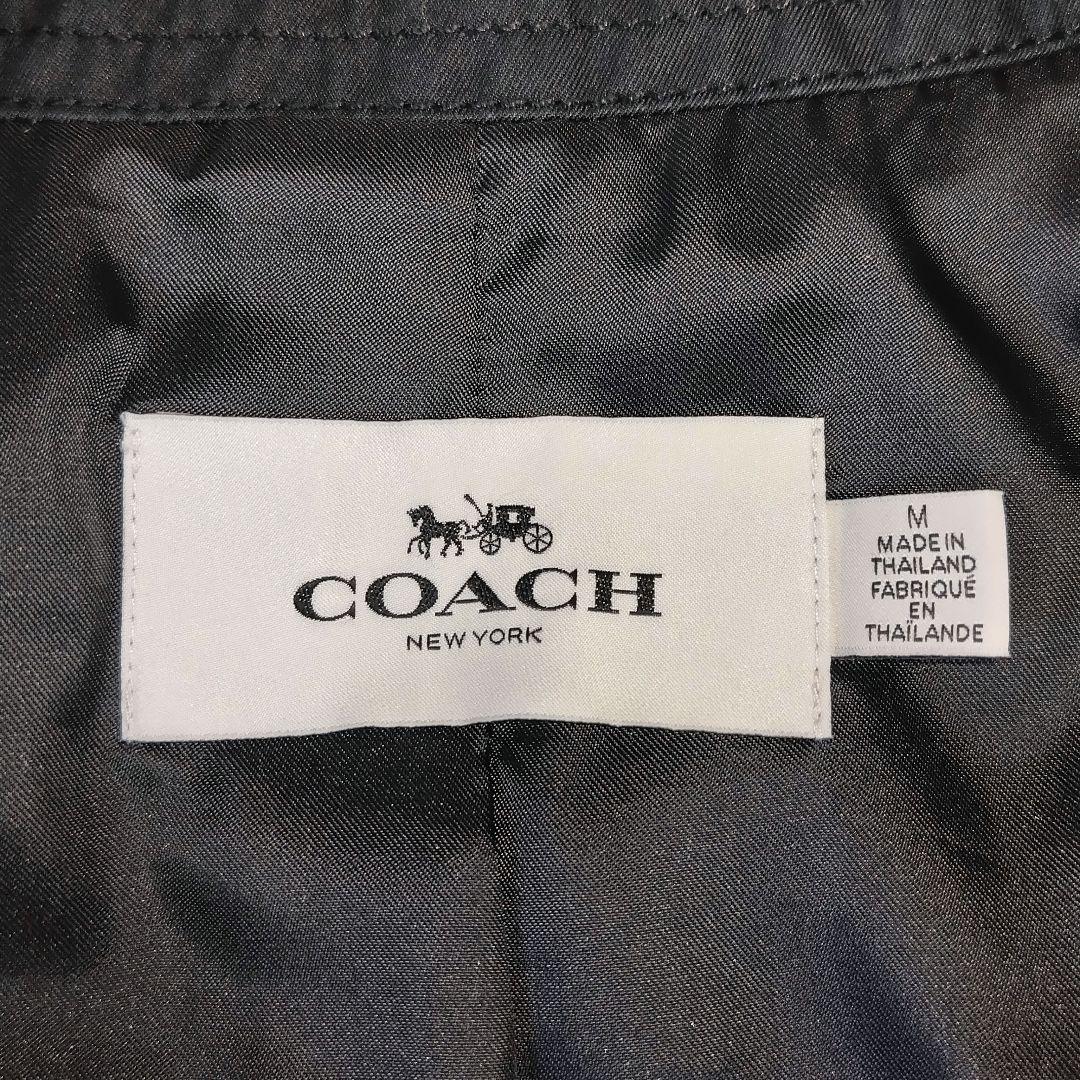 COACH
NEW YORK
M
MADE IN
THAILAND
FABRIQUÉ
EN
THAÏLANDE